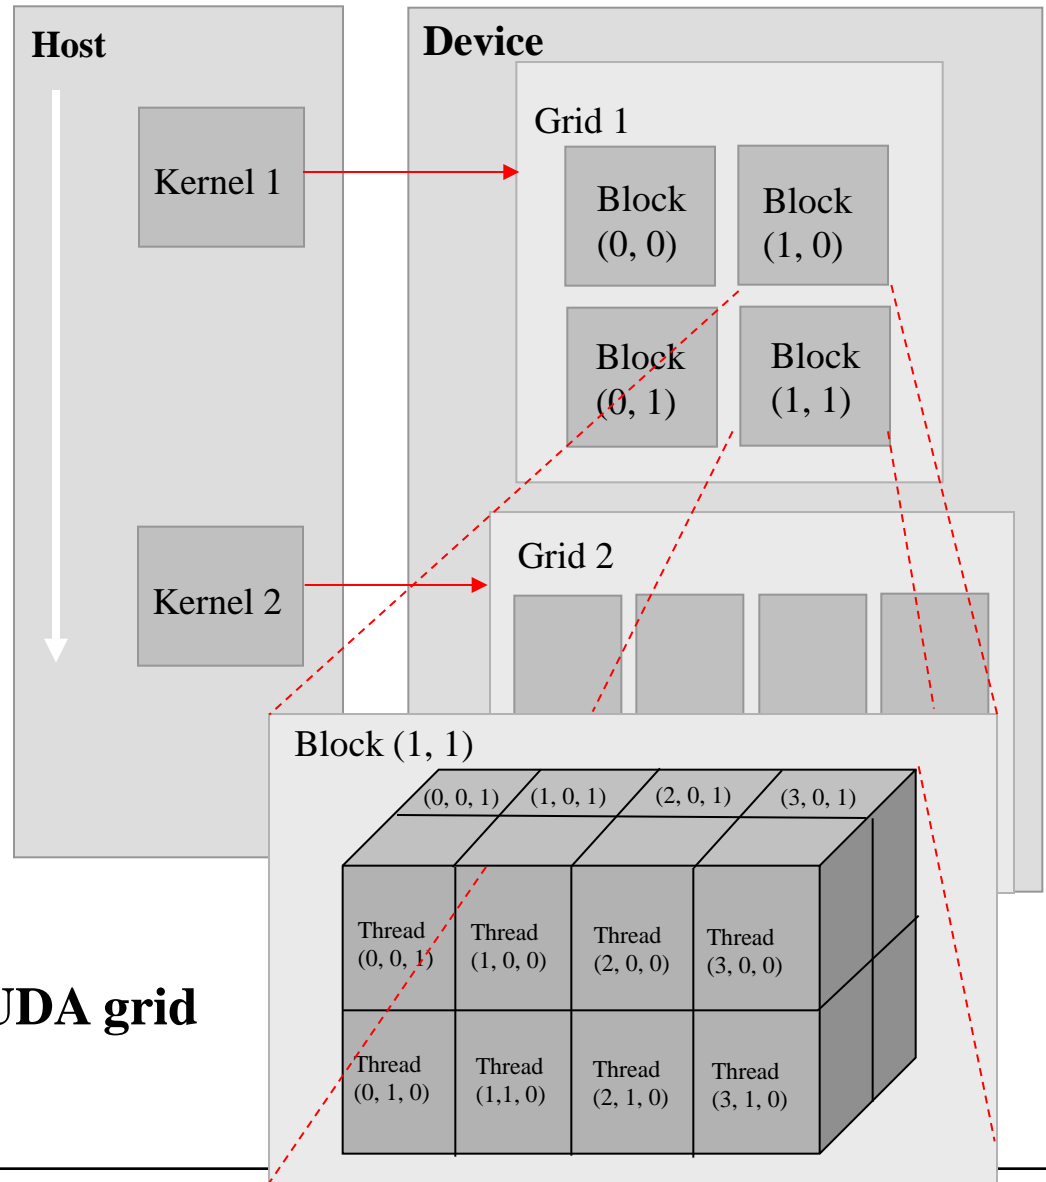 Host
Device
Grid 1
Kernel 1
Block
(0, 0)
Block
(1, 0)
Block
(0, 1)
Block
(1, 1)
Grid 2
Kernel 2
Block (1, 1)
(0, 0, 1)
(1, 0, 1)
(2, 0, 1)
(3, 0, 1)
Thread
(0, 0, 1)
Thread
(1, 0, 0)
Thread
(2, 0, 0)
Thread
(3, 0, 0)
UDA grid
Thread
(0, 1, 0)
Thread
(1,1, 0)
Thread
(2, 1, 0)
Thread
(3, 1, 0)